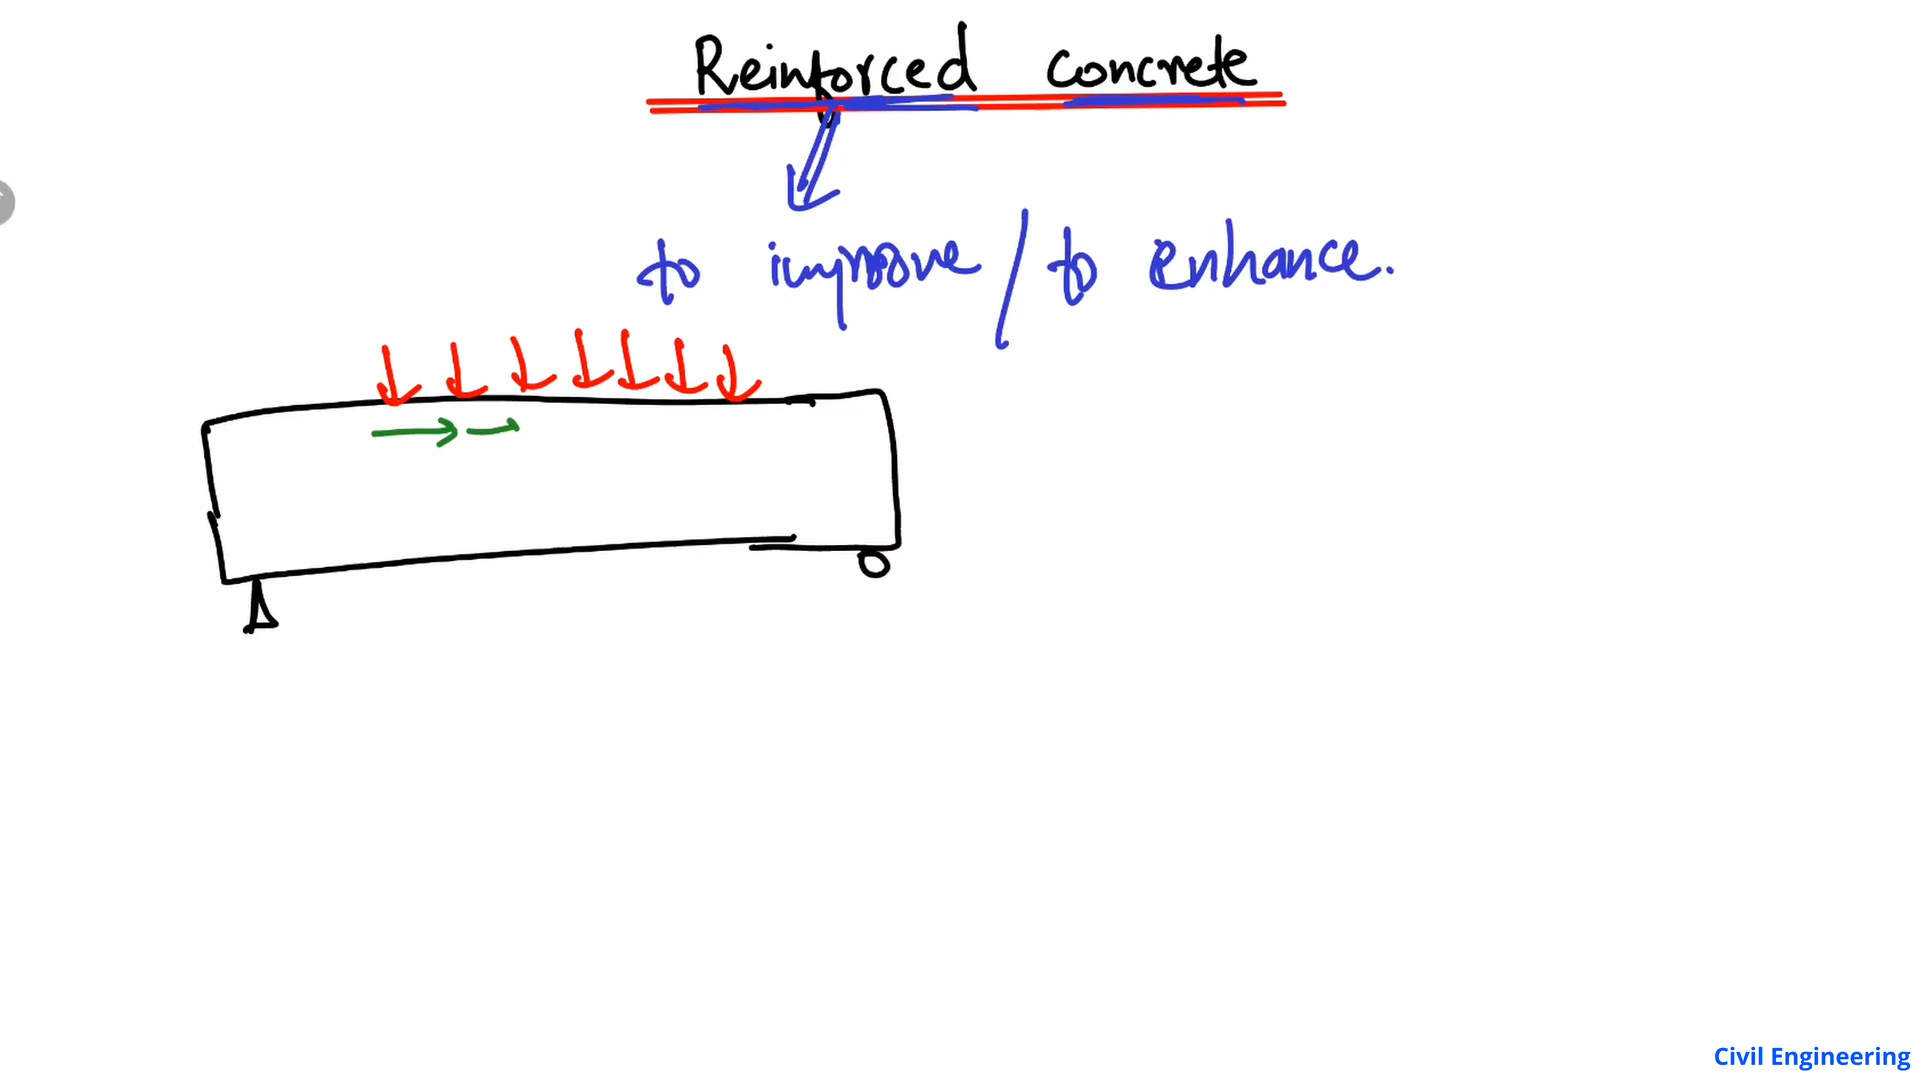 Reinforced concrete
to improve / to enhance.
Civil Engineering